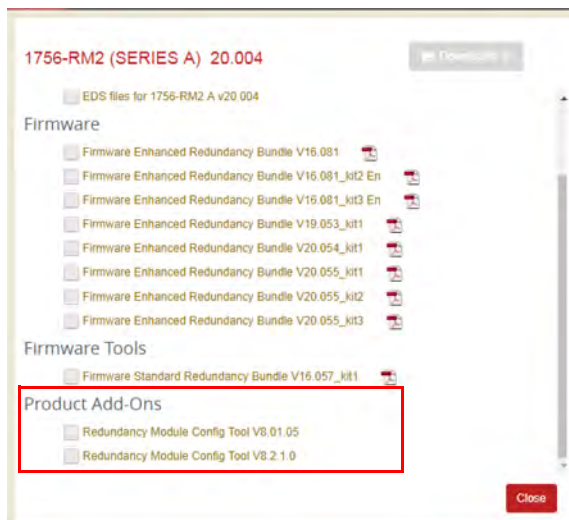 1756-RM2 (SERIES A) 20.004
Downloads
EDS files for 1756-RM2 A v20.004
Firmware
Firmware Enhanced Redundancy Bundle V16.081
Firmware Enhanced Redundancy Bundle V16.081_kit2 En
Firmware Enhanced Redundancy Bundle V16.081_kit3 En
Firmware Enhanced Redundancy Bundle V19.053_kit1
Firmware Enhanced Redundancy Bundle V20.054_kit1
Firmware Enhanced Redundancy Bundle V20.055_kit1
Firmware Enhanced Redundancy Bundle V20.055_kit2
Firmware Enhanced Redundancy Bundle V20.055_kit3
Firmware Tools
Firmware Standard Redundancy Bundle V16.057_kit1
Product Add-Ons
Redundancy Module Config Tool V8.01.05
Redundancy Module Config Tool V8.2.1.0
Close